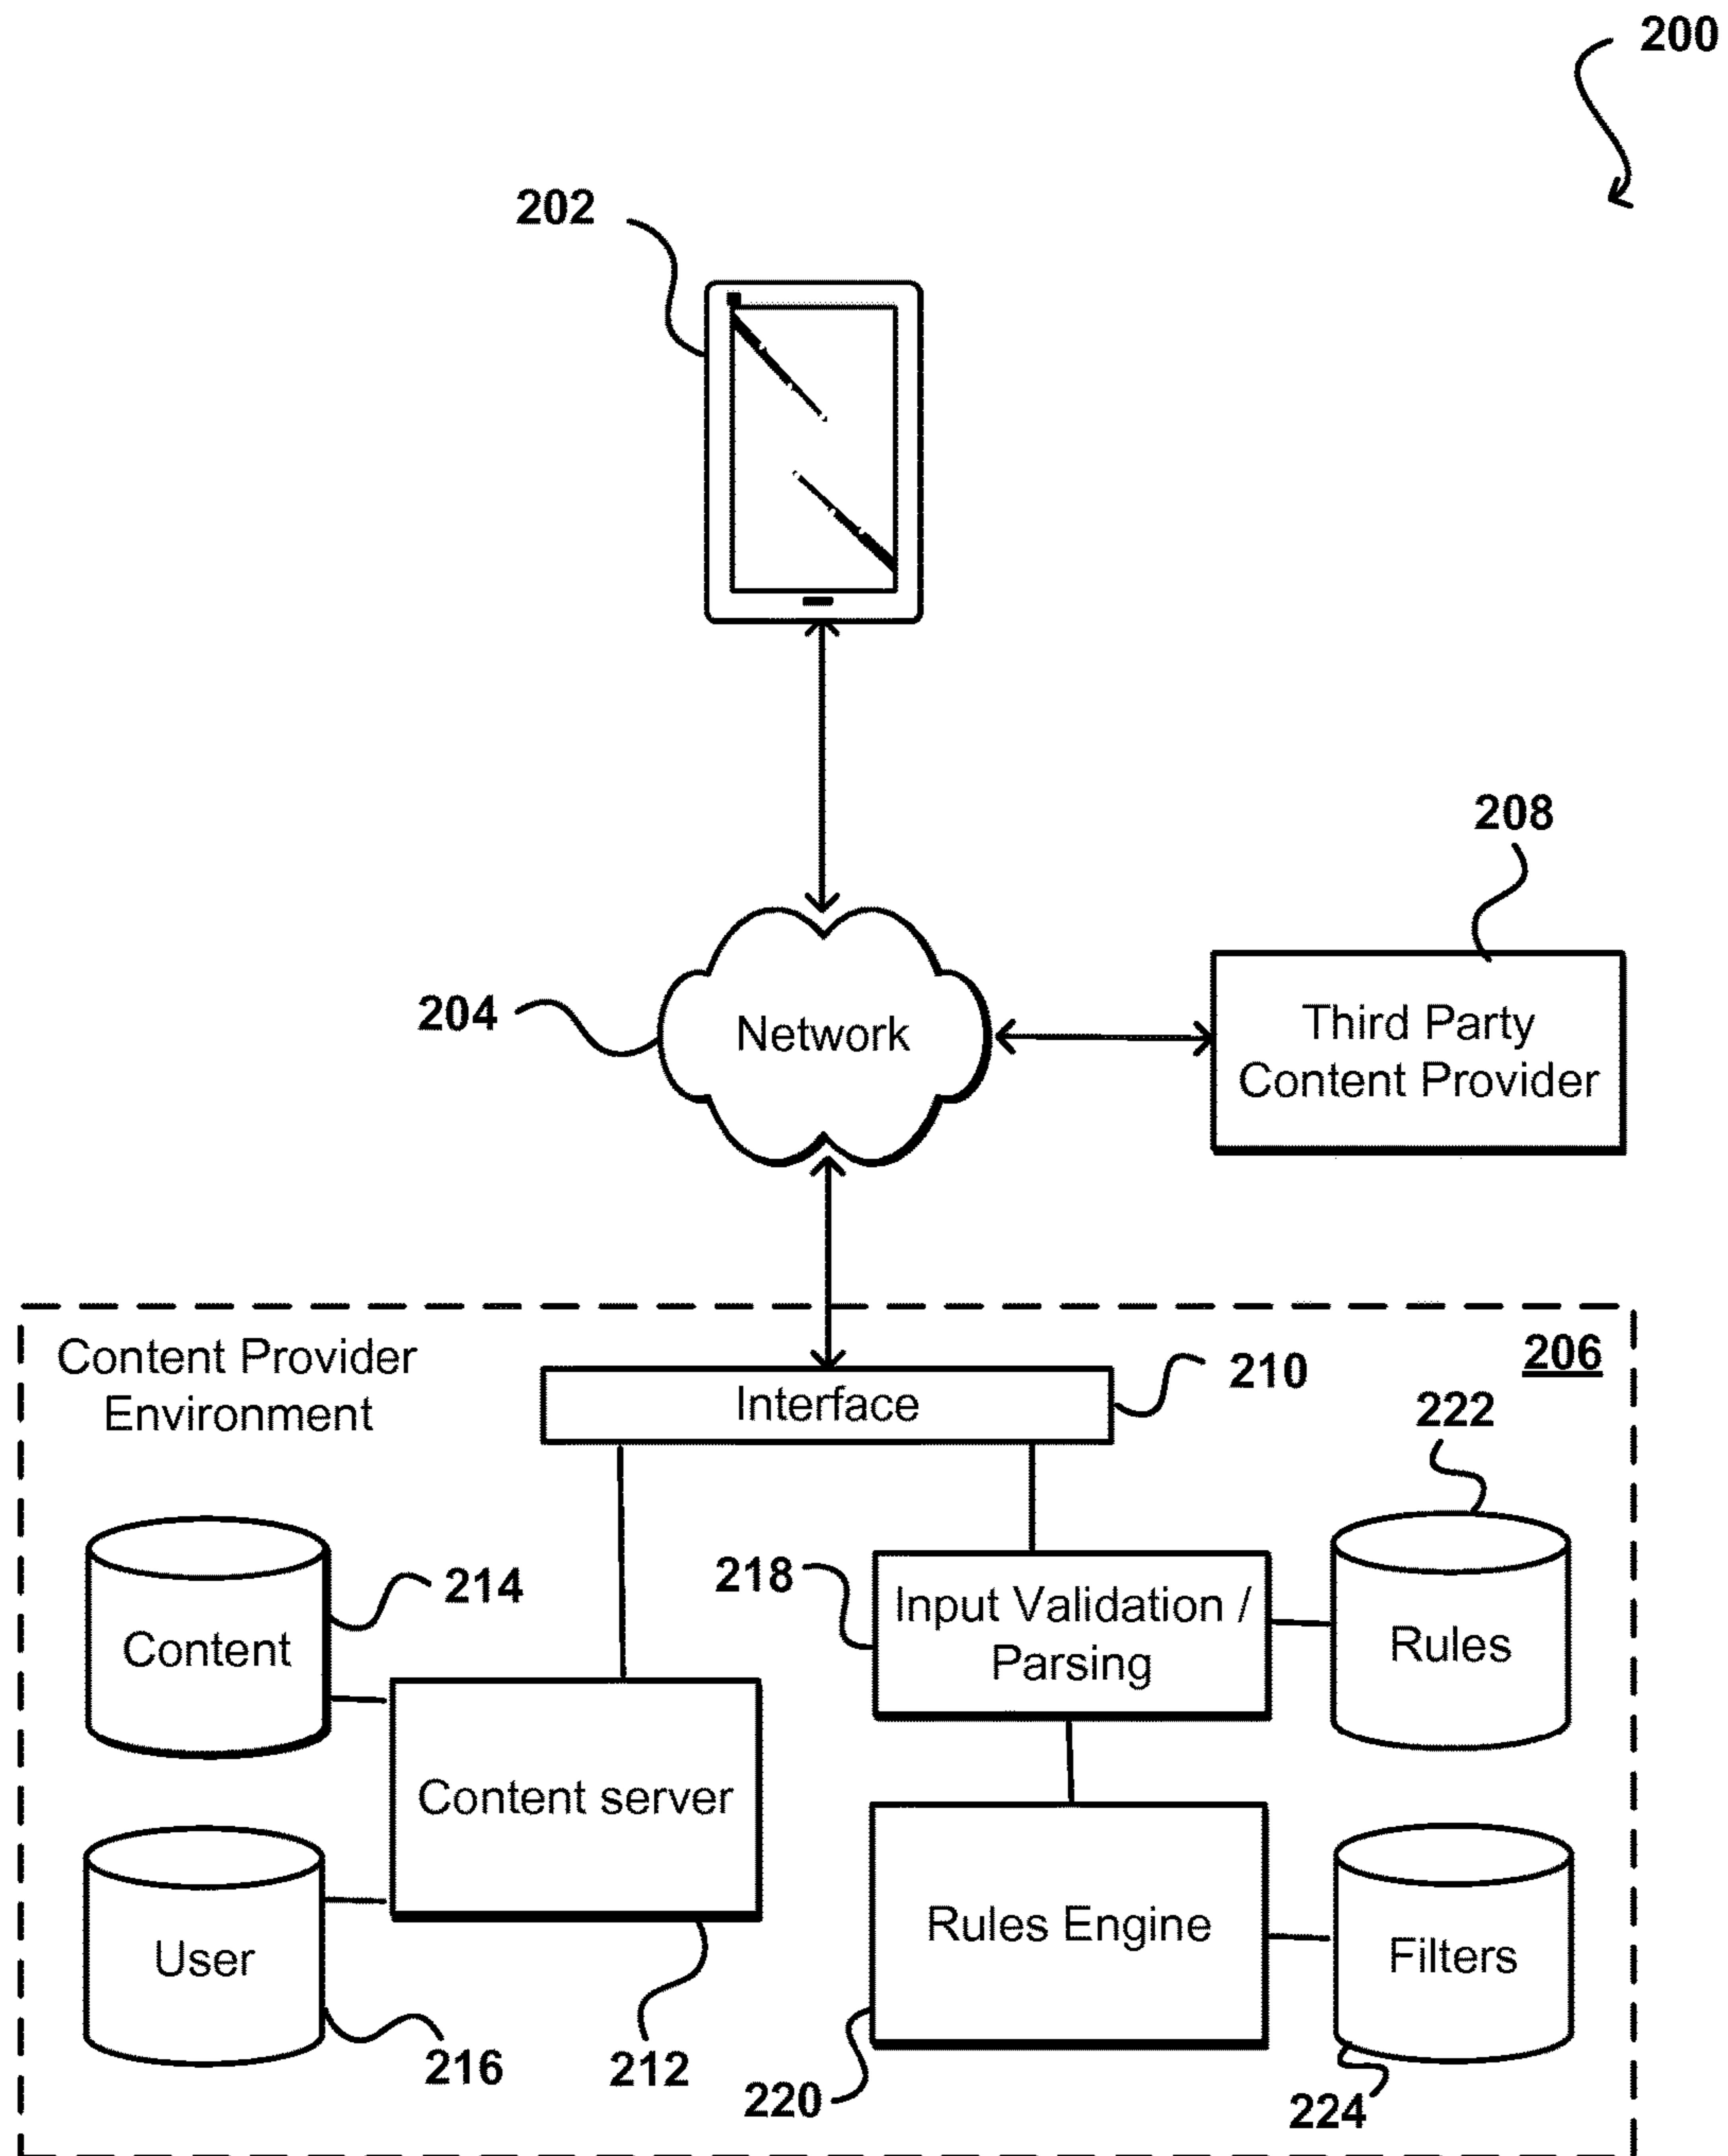 200
202
208
204
Network
Third Party
Content Provider
Content Provider
Environment
206
Interface
210
222
214
218
Input Validation /
Parsing
Content
Rules
Content server
User
Rules Engine
Filters
216
212
220
224